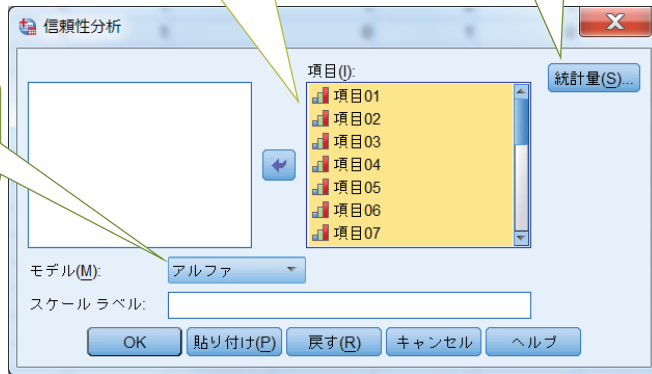 信頼性分析
項目(I):
統計量(S)...
項目01
項目02
項目03
項目04
項目05
項目06
項目07
モデル(M):
アルファ
スケール ラベル:
OK
貼り付け(P)
戻す(R)
キャンセル
ヘルプ